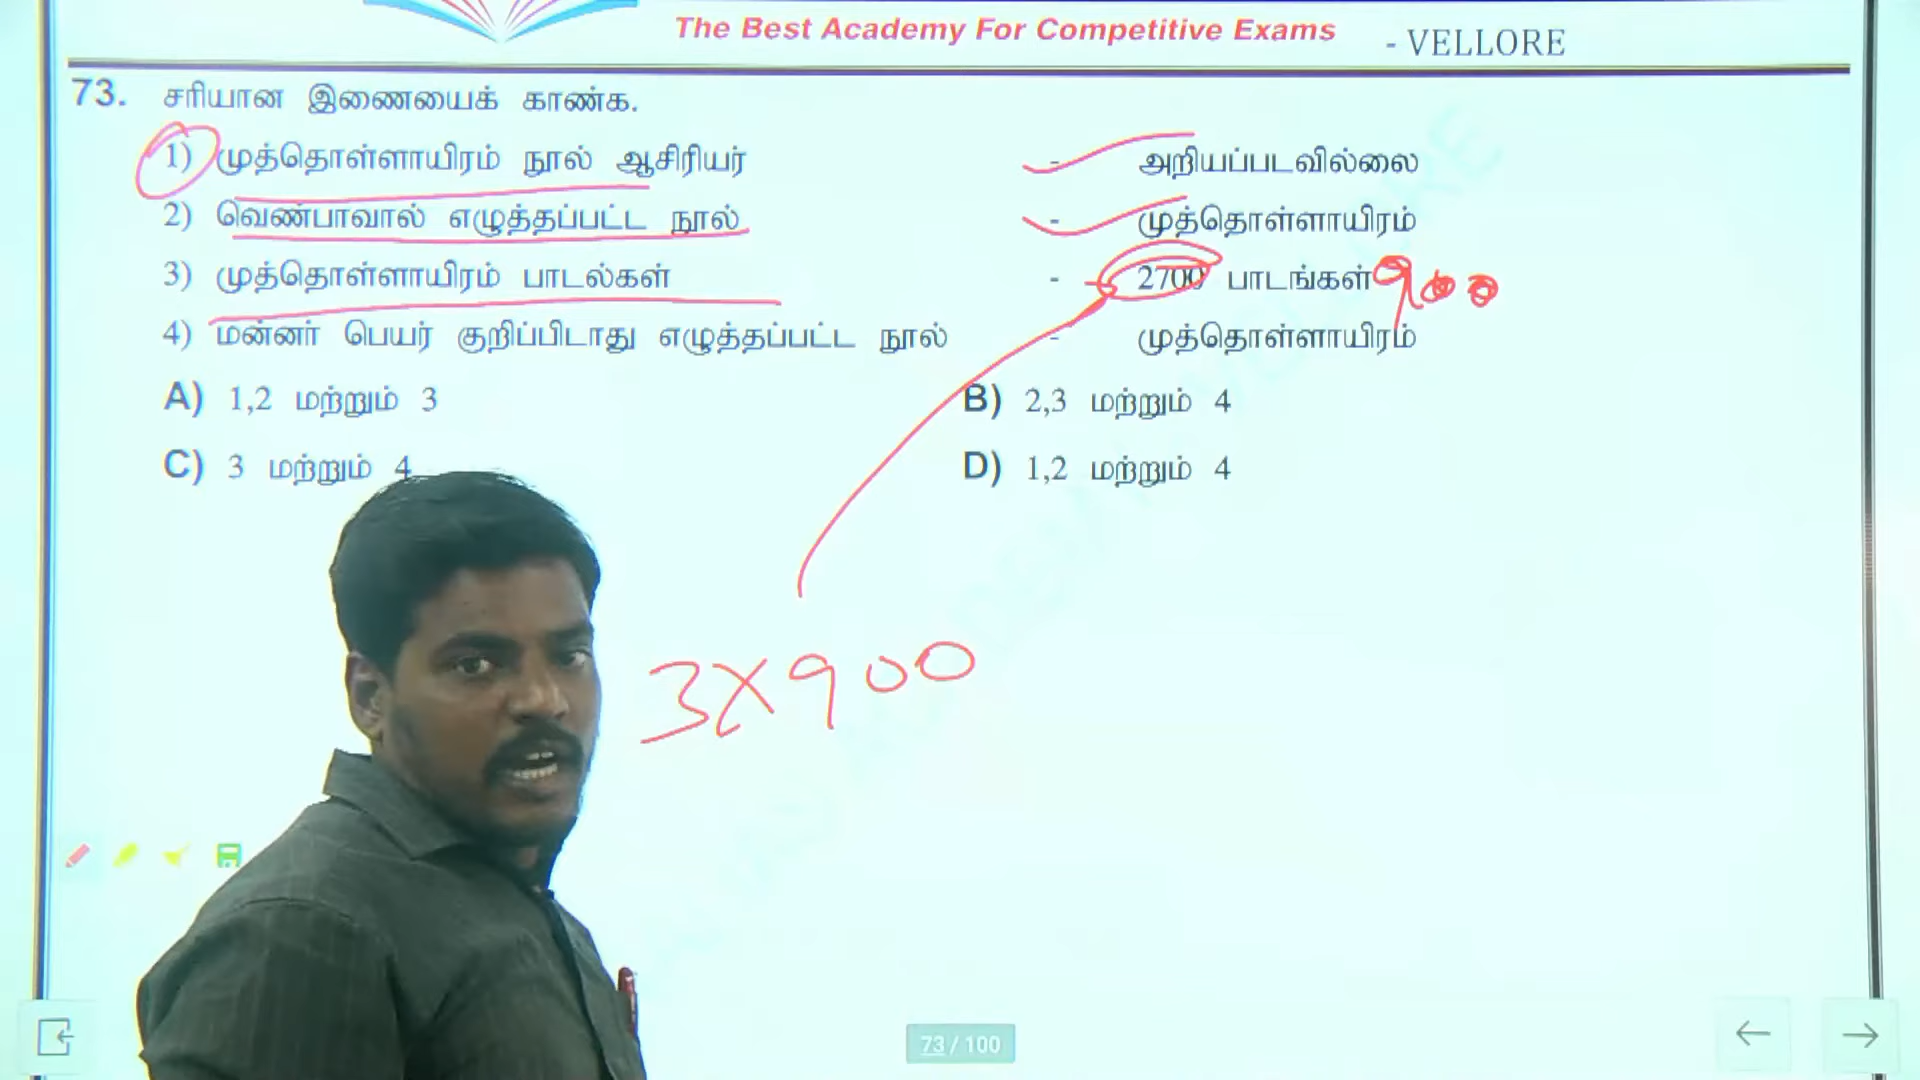 The Best Academy For Competitive Exams - VELLORE
73. சரியான இணையைக் காண்க.
1) முத்தொள்ளாயிரம் நூல் ஆசிரியர் - அறியப்படவில்லை
2) வெண்பாவால் எழுத்தப்பட்ட நூல் - முத்தொள்ளாயிரம்
3) முத்தொள்ளாயிரம் பாடல்கள் - 2700 பாடங்கள் 900
4) மன்னர் பெயர் குறிப்பிடாது எழுத்தப்பட்ட நூல் - முத்தொள்ளாயிரம்
A) 1,2 மற்றும் 3 B) 2,3 மற்றும் 4
C) 3 மற்றும் 4 D) 1,2 மற்றும் 4
3X900
73 / 100